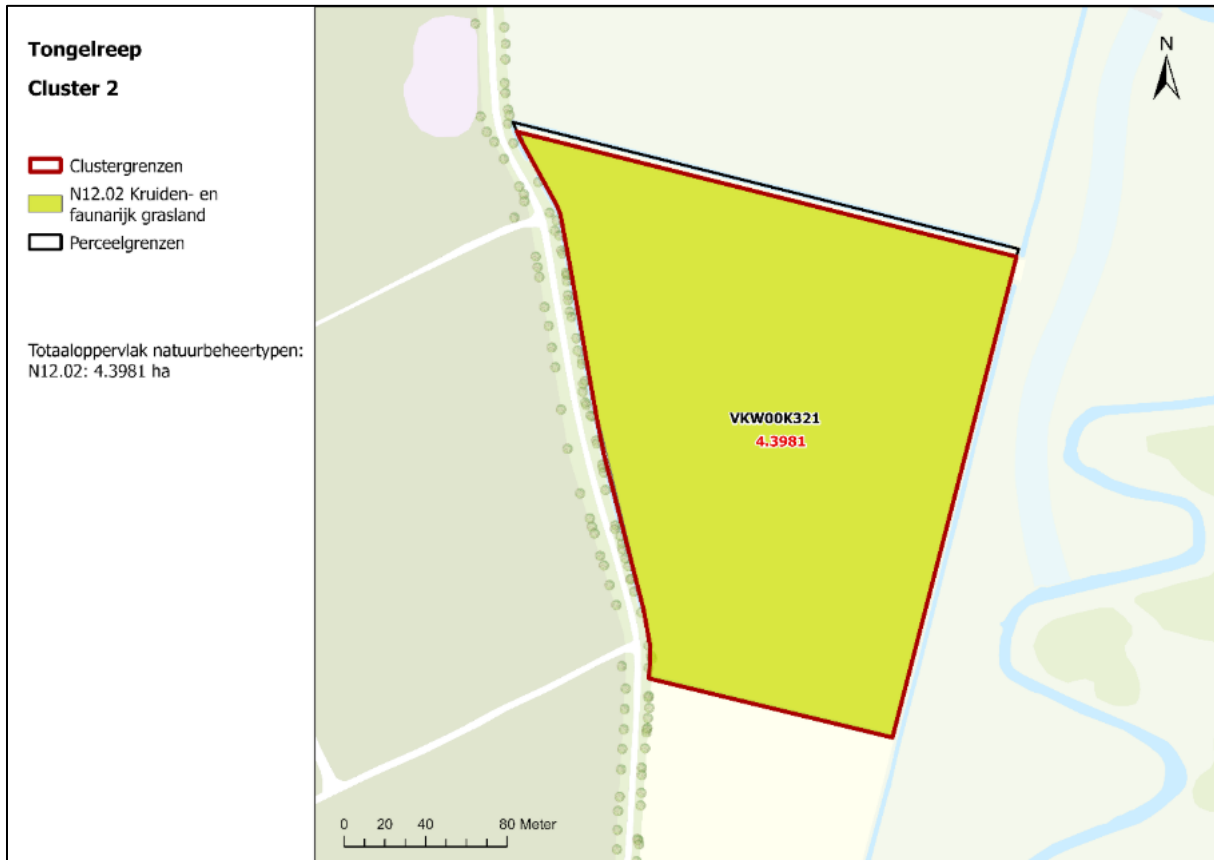 Tongelreep
Cluster 2
Clustergrenzen
N12.02 Kruiden- en
faunarijk grasland
Perceelgrenzen
Totaaloppervlak natuurbeheertypen:
N12.02: 4.3981 ha
N
VKW00K321
4.3981
0 20 40 80 Meter